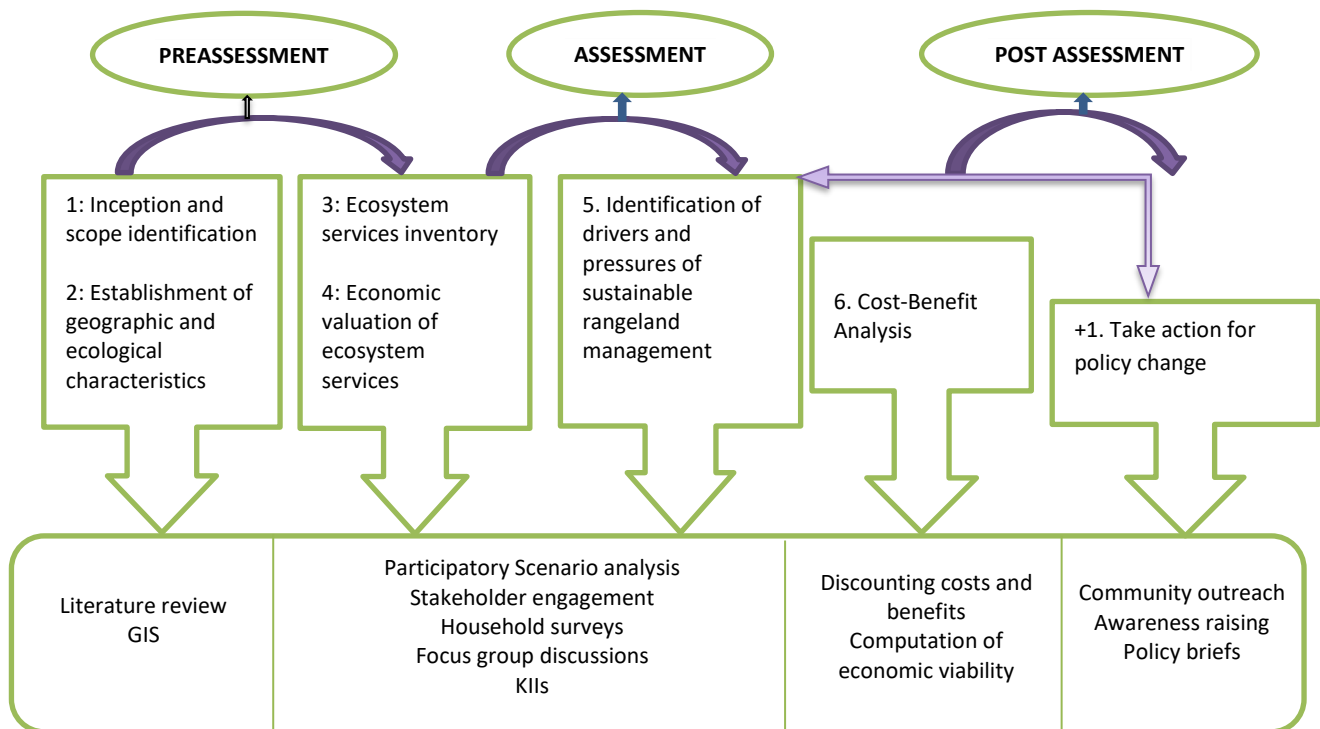 PREASSESSMENT
ASSESSMENT
POST ASSESSMENT
1: Inception and
scope identification
2: Establishment of
geographic and
ecological
characteristics
3: Ecosystem
services inventory
4: Economic
valuation of
ecosystem
services
5. Identification of
drivers and
pressures of
sustainable
rangeland
management
6. Cost-Benefit
Analysis
+1. Take action for
policy change
Literature review
GIS
Participatory Scenario analysis
Stakeholder engagement
Household surveys
Focus group discussions
KIIs
Discounting costs and
benefits
Computation of
economic viability
Community outreach
Awareness raising
Policy briefs